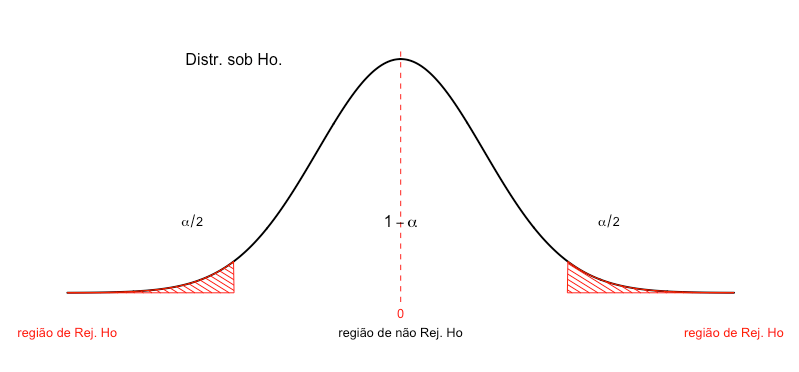 Distr. sob Ho.
α/2
1 - α
α/2
0
região de Rej. Ho
região de não Rej. Ho
região de Rej. Ho